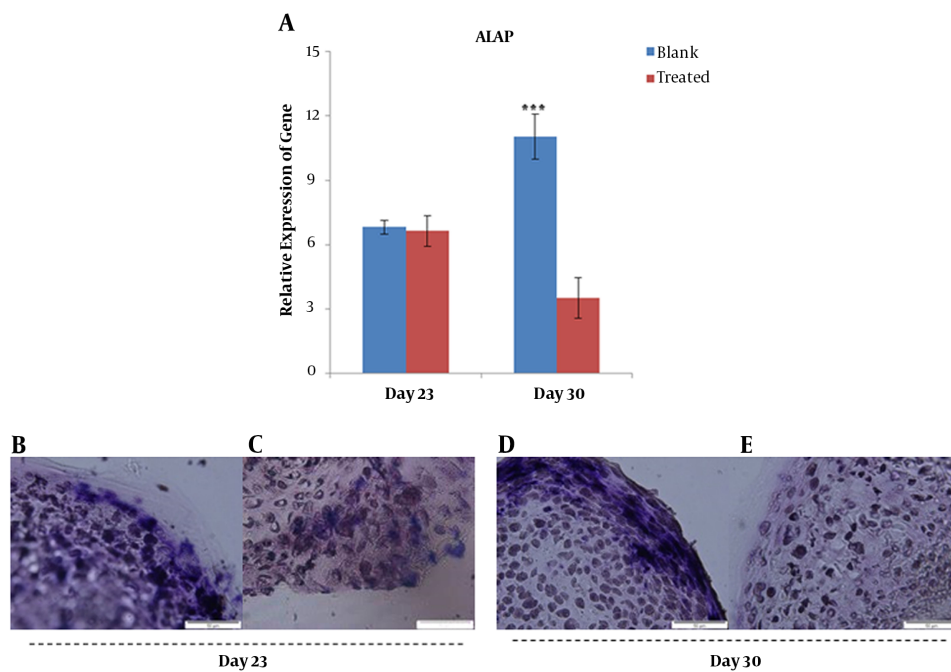 A
ALAP
Blank
Treated
Relative Expression of Gene
15
12
9
6
3
0
***
Day 23
Day 30
B
C
D
E
Day 23
Day 30